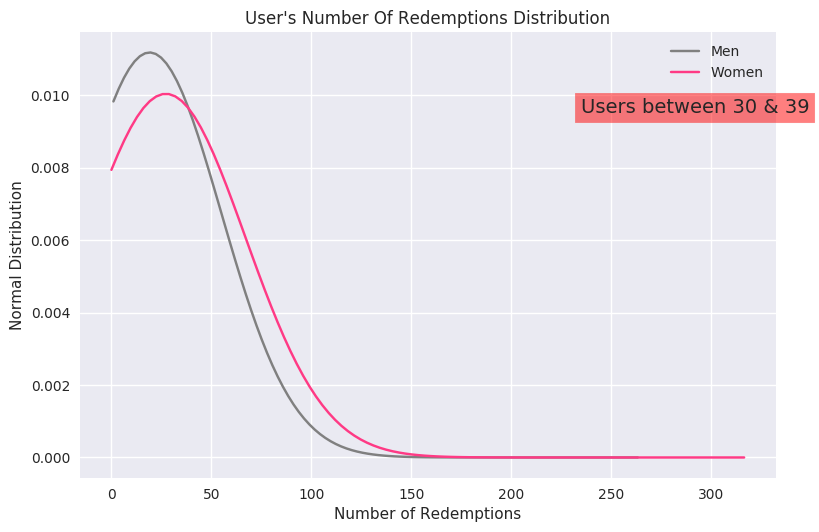 User's Number Of Redemptions Distribution
Men
Women
Users between 30 & 39
0.010
0.008
0.006
0.004
0.002
0.000
Normal Distribution
0 50 100 150 200 250 300
Number of Redemptions